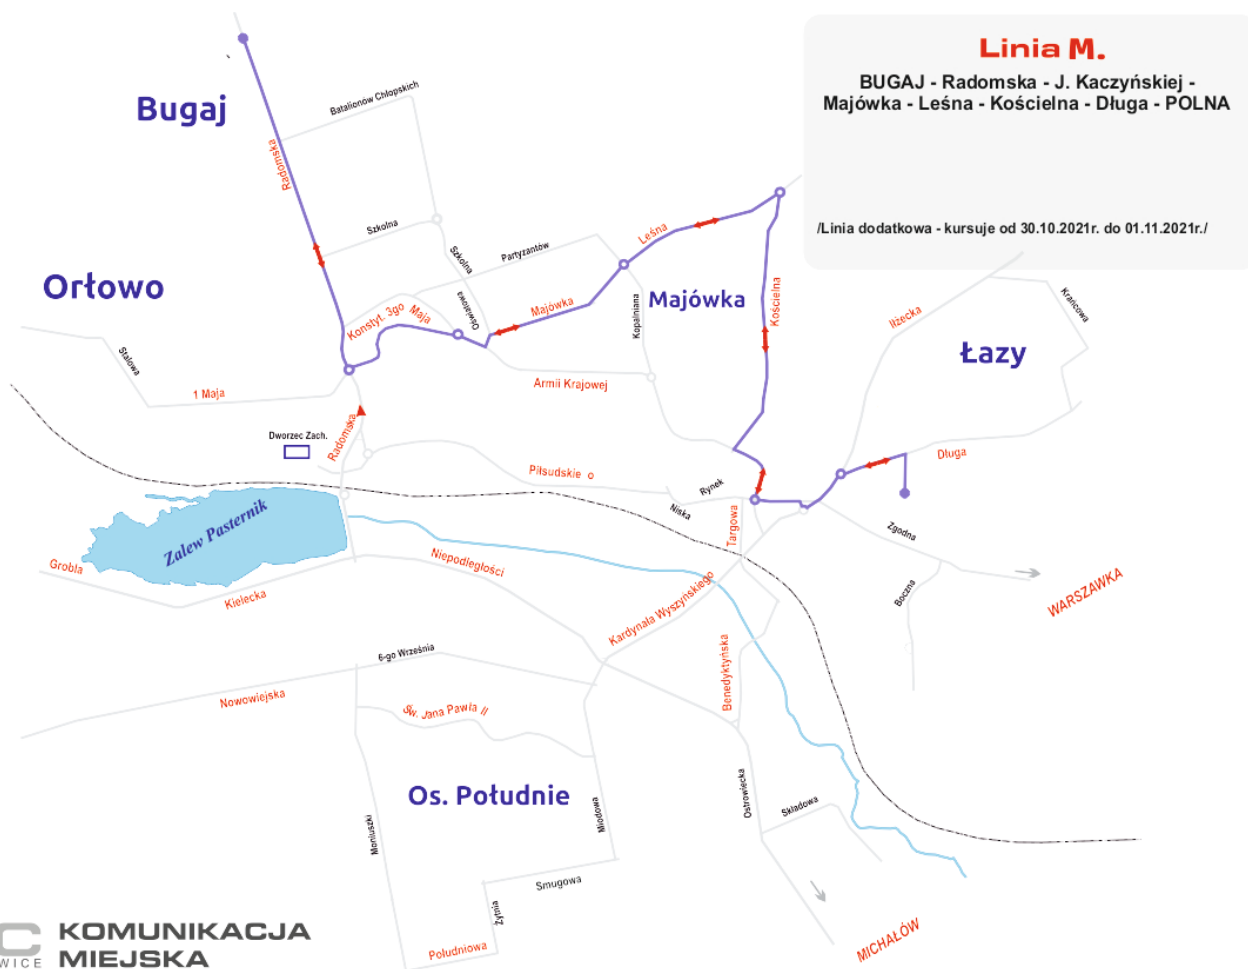 Linia M.
BUGAJ - Radomska - J. Kaczyńskiej -
Majówka - Leśna - Kościelna - Długa - POLNA
/Linia dodatkowa - kursuje od 30.10.2021r. do 01.11.2021r./
Bugaj
Batalionów Chłopskich
Radomska
Szkolna
Szkolna
Partyzantów
Leśna
Orłowo
Konstyt. 3go Maja
Oświatowa
Majówka
Kopalniana
Majówka
Kościelna
Iłżecka
Krańcowa
Łazy
Stalowa
1 Maja
Armii Krajowej
Dworzec Zach.
Radomska
Piłsudskie o
Rynek
Niska
Targowa
Długa
Zgodna
Boczna
WARSZAWKA
Zalew Pasternik
Grobla
Kielecka
Niepodległości
Kardynała Wyszyńskiego
Benedyktyńska
6-go Września
Nowowiejska
Św. Jana Pawła II
Os. Południe
Moniuszki
Miodowa
Ostrowiecka
Składowa
Smugowa
Żytnia
Południowa
MICHAŁÓW
C
WICE
KOMUNIKACJA
MIEJSKA